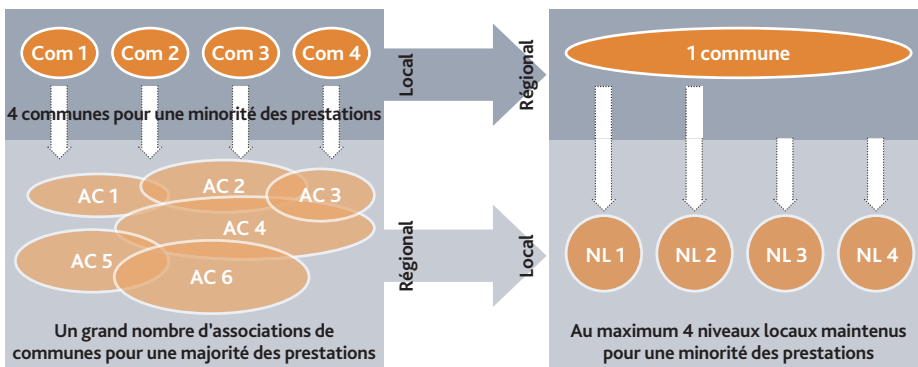 Com 1 Com 2 Com 3 Com 4
4 communes pour une minorité des prestations
AC 1
AC 2
AC 3
AC 4
AC 5
AC 6
Un grand nombre d'associations de
communes pour une majorité des prestations
Local
Régional
Régional
Local
1 commune
NL 1 NL 2 NL 3 NL 4
Au maximum 4 niveaux locaux maintenus
pour une minorité des prestations